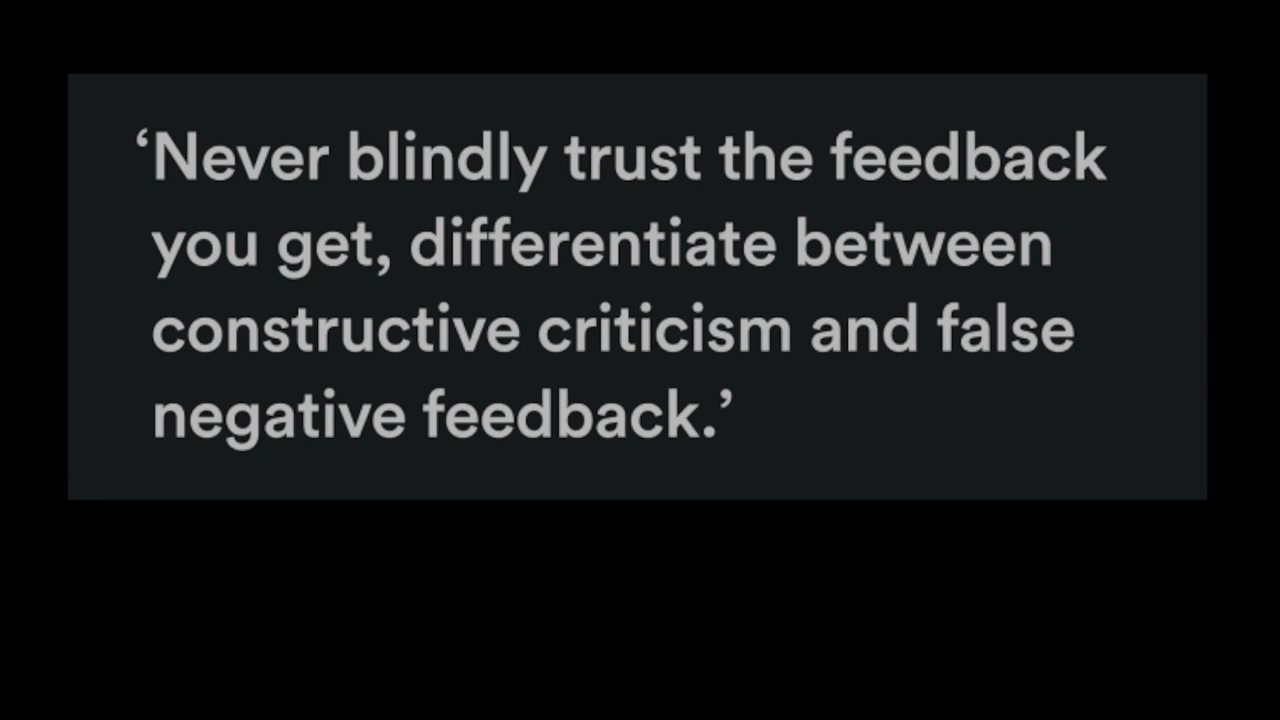 ‘Never blindly trust the feedback
you get, differentiate between
constructive criticism and false
negative feedback.’